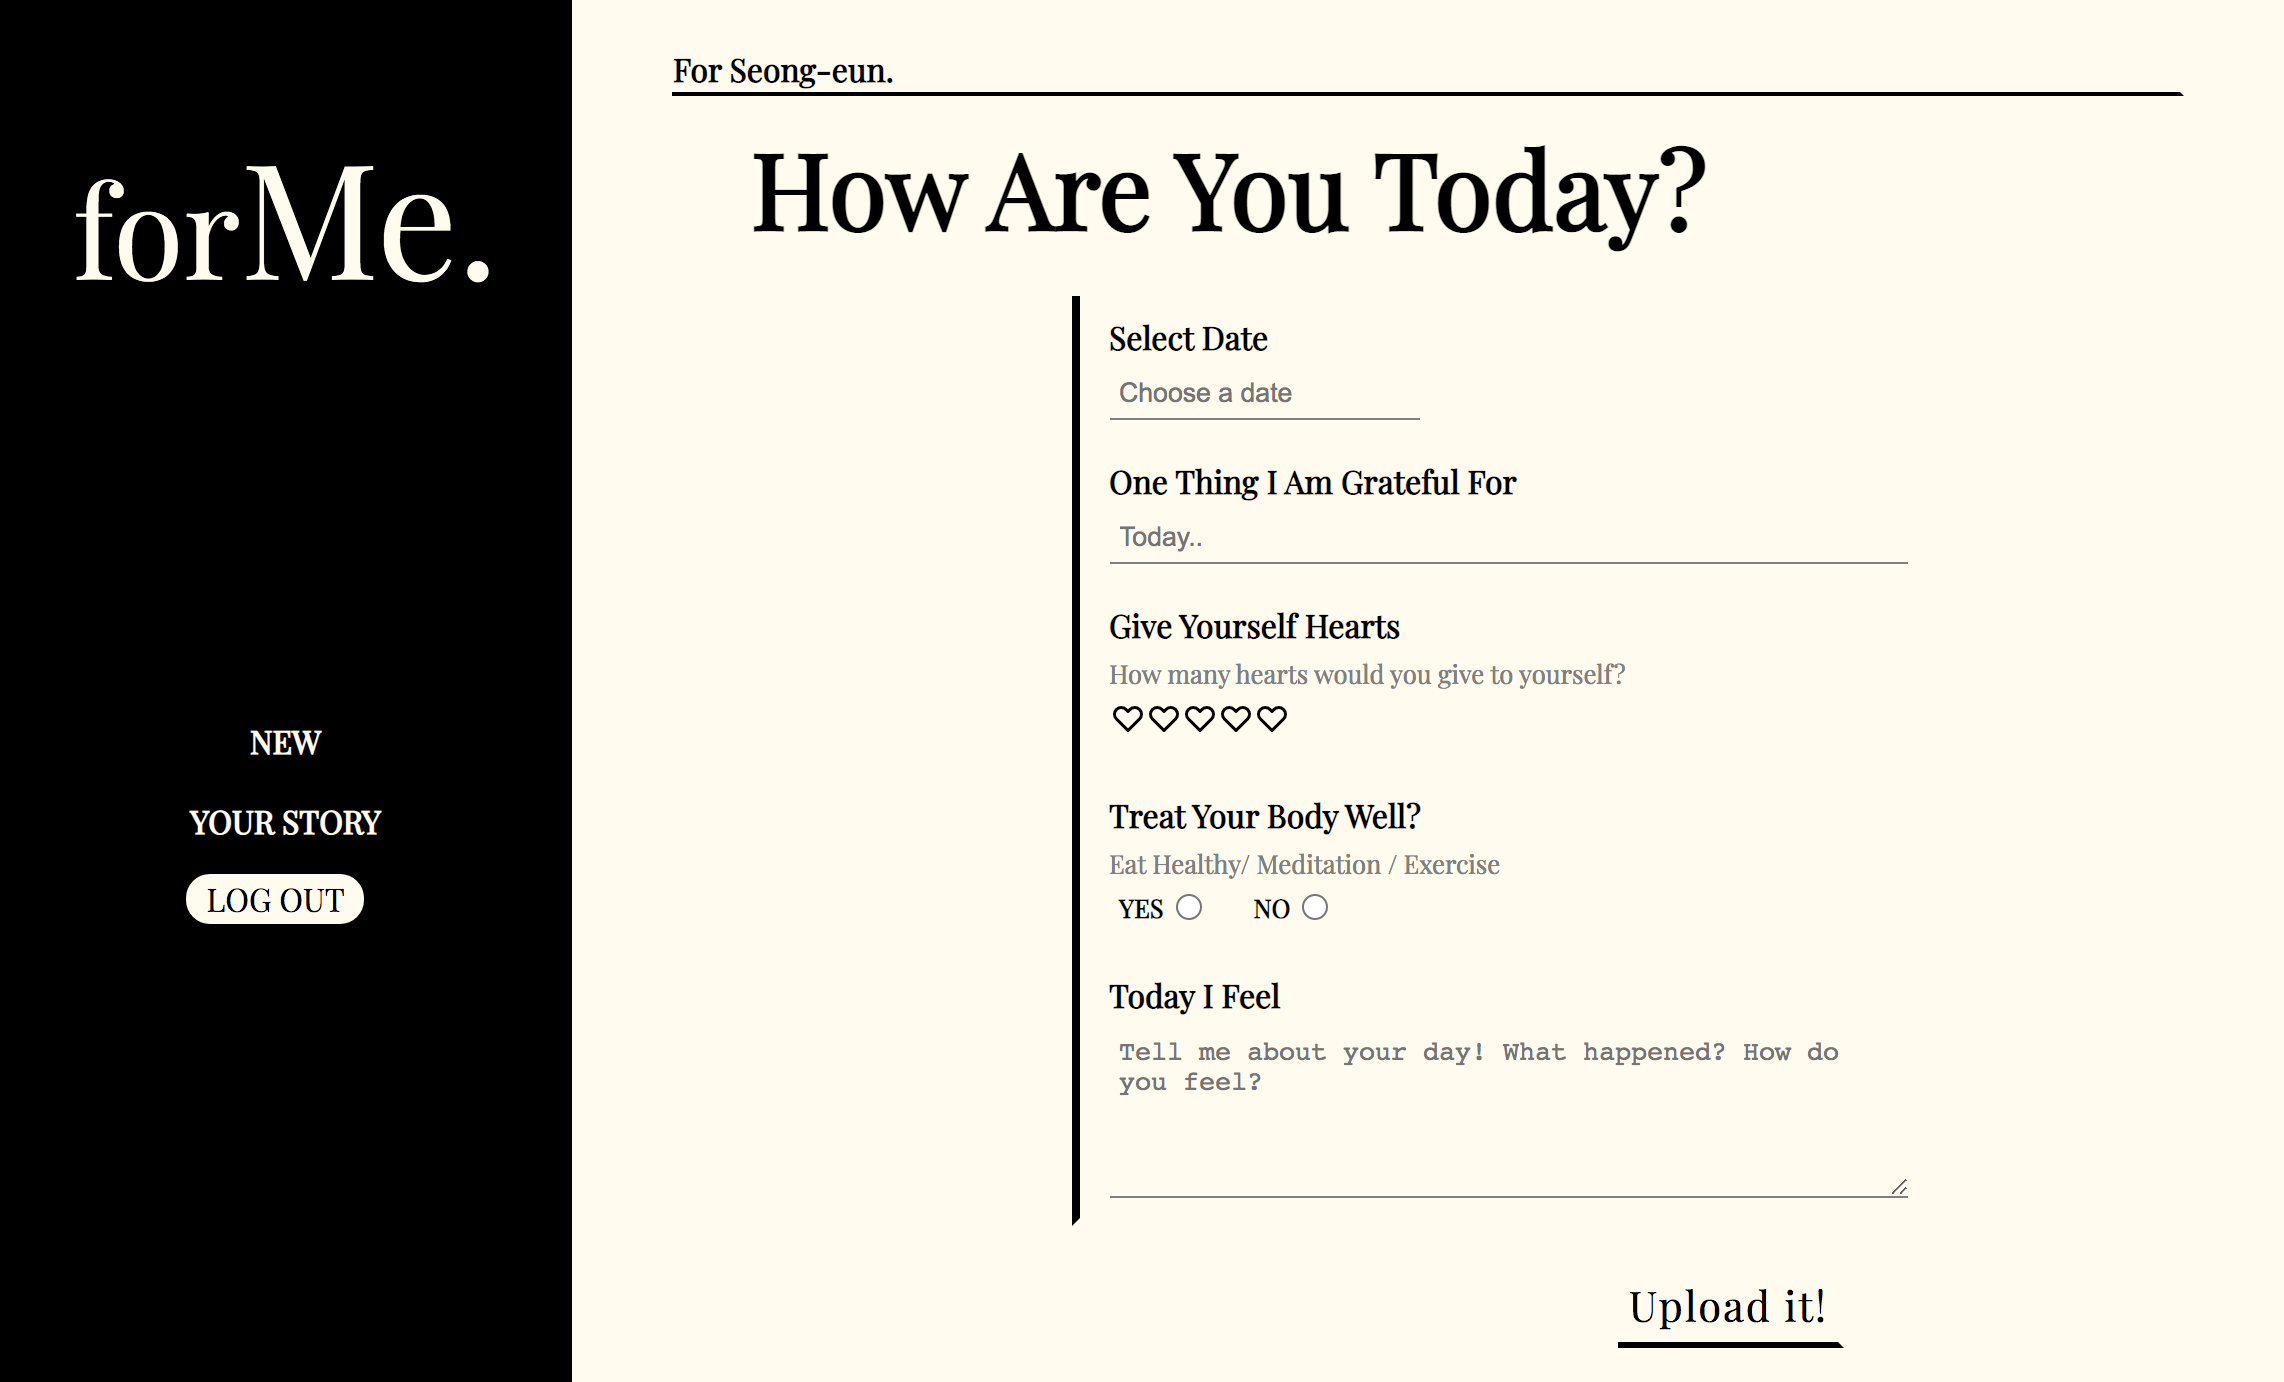 forMe.
NEW
YOUR STORY
LOG OUT
For Seong-eun.
How Are You Today?
Select Date
Choose a date
One Thing I Am Grateful For
Today..
Give Yourself Hearts
How many hearts would you give to yourself?
Treat Your Body Well?
Eat Healthy/ Meditation / Exercise
YES NO
Today I Feel
Tell me about your day! What happened? How do
you feel?
Upload it!